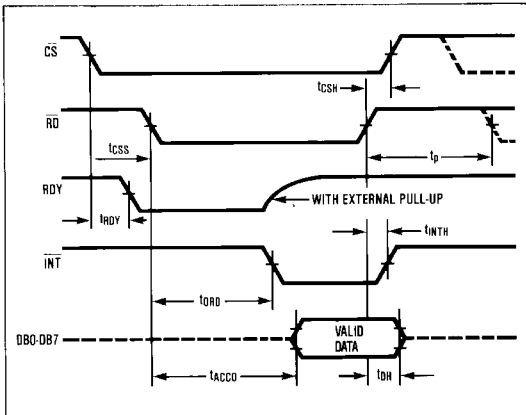 CS
tCSH
RD
tCSS
tp
RDY
WITH EXTERNAL PULL-UP
tRDY
tINTH
INT
tCRD
DB0-DB7
VALID
DATA
tACC0
tDH